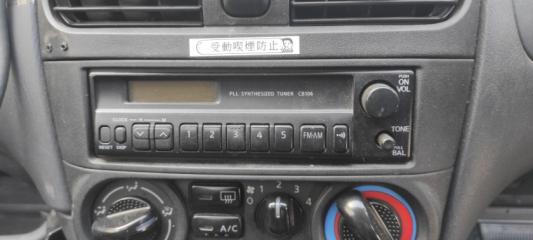 受動喫煙防止
PLL SYNTHESIZED TUNER CB106
PUSH
ON
VOL
CLOCK H M
RESET DISP 1 2 3 4 5 FM·AM
TONE
PULL
BAL
0 1 2 3 4
A/C